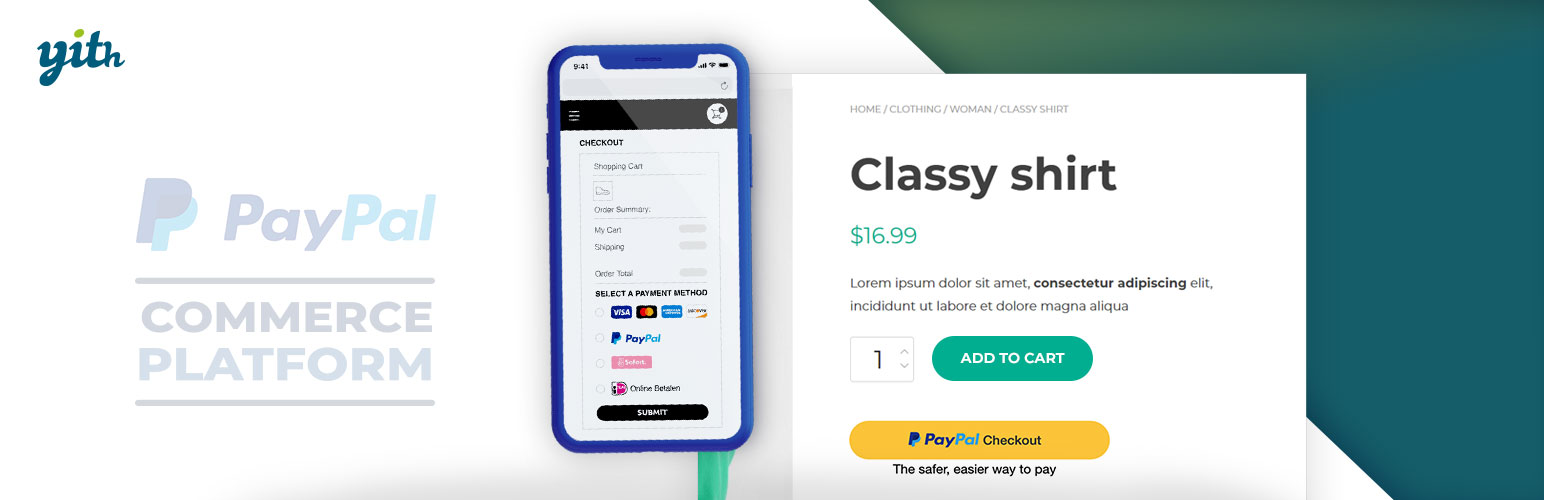 yith
PayPal
COMMERCE
PLATFORM
9:41
CHECKOUT
Shopping Cart
Order Summary:
My Cart
Shipping
Order Total
SELECT A PAYMENT METHOD
VISA
PayPal
Sofort.
Online Betalen
SUBMIT
HOME / CLOTHING / WOMAN / CLASSY SHIRT
Classy shirt
$16.99
Lorem ipsum dolor sit amet, consectetur adipiscing elit,
incididunt ut labore et dolore magna aliqua
1
ADD TO CART
PayPal Checkout
The safer, easier way to pay